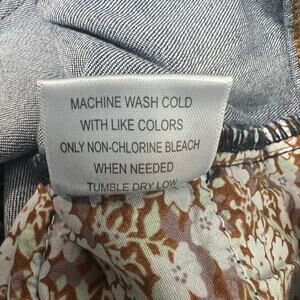 MACHINE WASH COLD
WITH LIKE COLORS
ONLY NON-CHLORINE BLEACH
WHEN NEEDED
TUMBLE DRY LOW